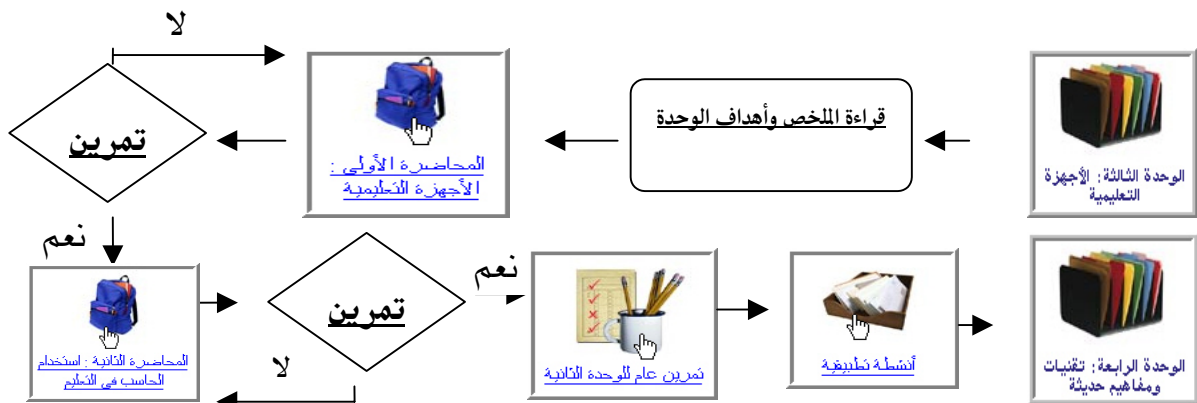 الوحدة الثالثة: الأجهزة
التعليمية
قراءة الملخص وأهداف الوحدة
المحاضرة الأولى :
الأجهزة التعليمية
لا
تمرين
نعم
المحاضرة الثانية : استخدام
الحاسب في التعليم
تمرين
لا
نعم
تمرين عام للوحدة الثانية
أنشطة تطبيقية
الوحدة الرابعة: تقنيات
ومفاهيم حديثة